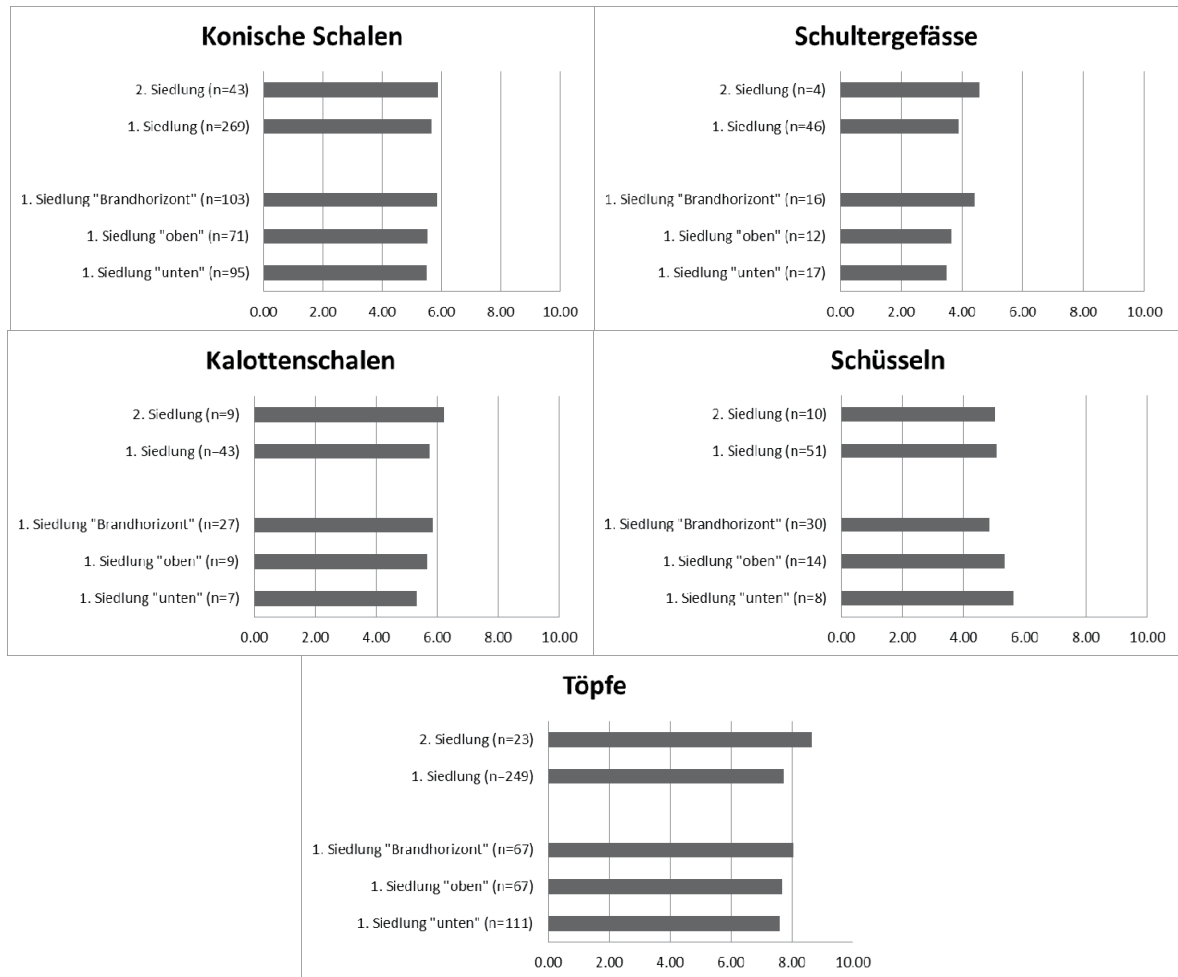 Konische Schalen
2. Siedlung (n=43)
1. Siedlung (n=269)
1. Siedlung "Brandhorizont" (n=103)
1. Siedlung "oben" (n=71)
1. Siedlung "unten" (n=95)
0.00 2.00 4.00 6.00 8.00 10.00
Schultergefässe
2. Siedlung (n=4)
1. Siedlung (n=46)
1. Siedlung "Brandhorizont" (n=16)
1. Siedlung "oben" (n=12)
1. Siedlung "unten" (n=17)
0.00 2.00 4.00 6.00 8.00 10.00
Kalottenschalen
2. Siedlung (n=9)
1. Siedlung (n=43)
1. Siedlung "Brandhorizont" (n=27)
1. Siedlung "oben" (n=9)
1. Siedlung "unten" (n=7)
0.00 2.00 4.00 6.00 8.00 10.00
Schüsseln
2. Siedlung (n=10)
1. Siedlung (n=51)
1. Siedlung "Brandhorizont" (n=30)
1. Siedlung "oben" (n=14)
1. Siedlung "unten" (n=8)
0.00 2.00 4.00 6.00 8.00 10.00
Töpfe
2. Siedlung (n=23)
1. Siedlung (n=249)
1. Siedlung "Brandhorizont" (n=67)
1. Siedlung "oben" (n=67)
1. Siedlung "unten" (n=111)
0.00 2.00 4.00 6.00 8.00 10.00